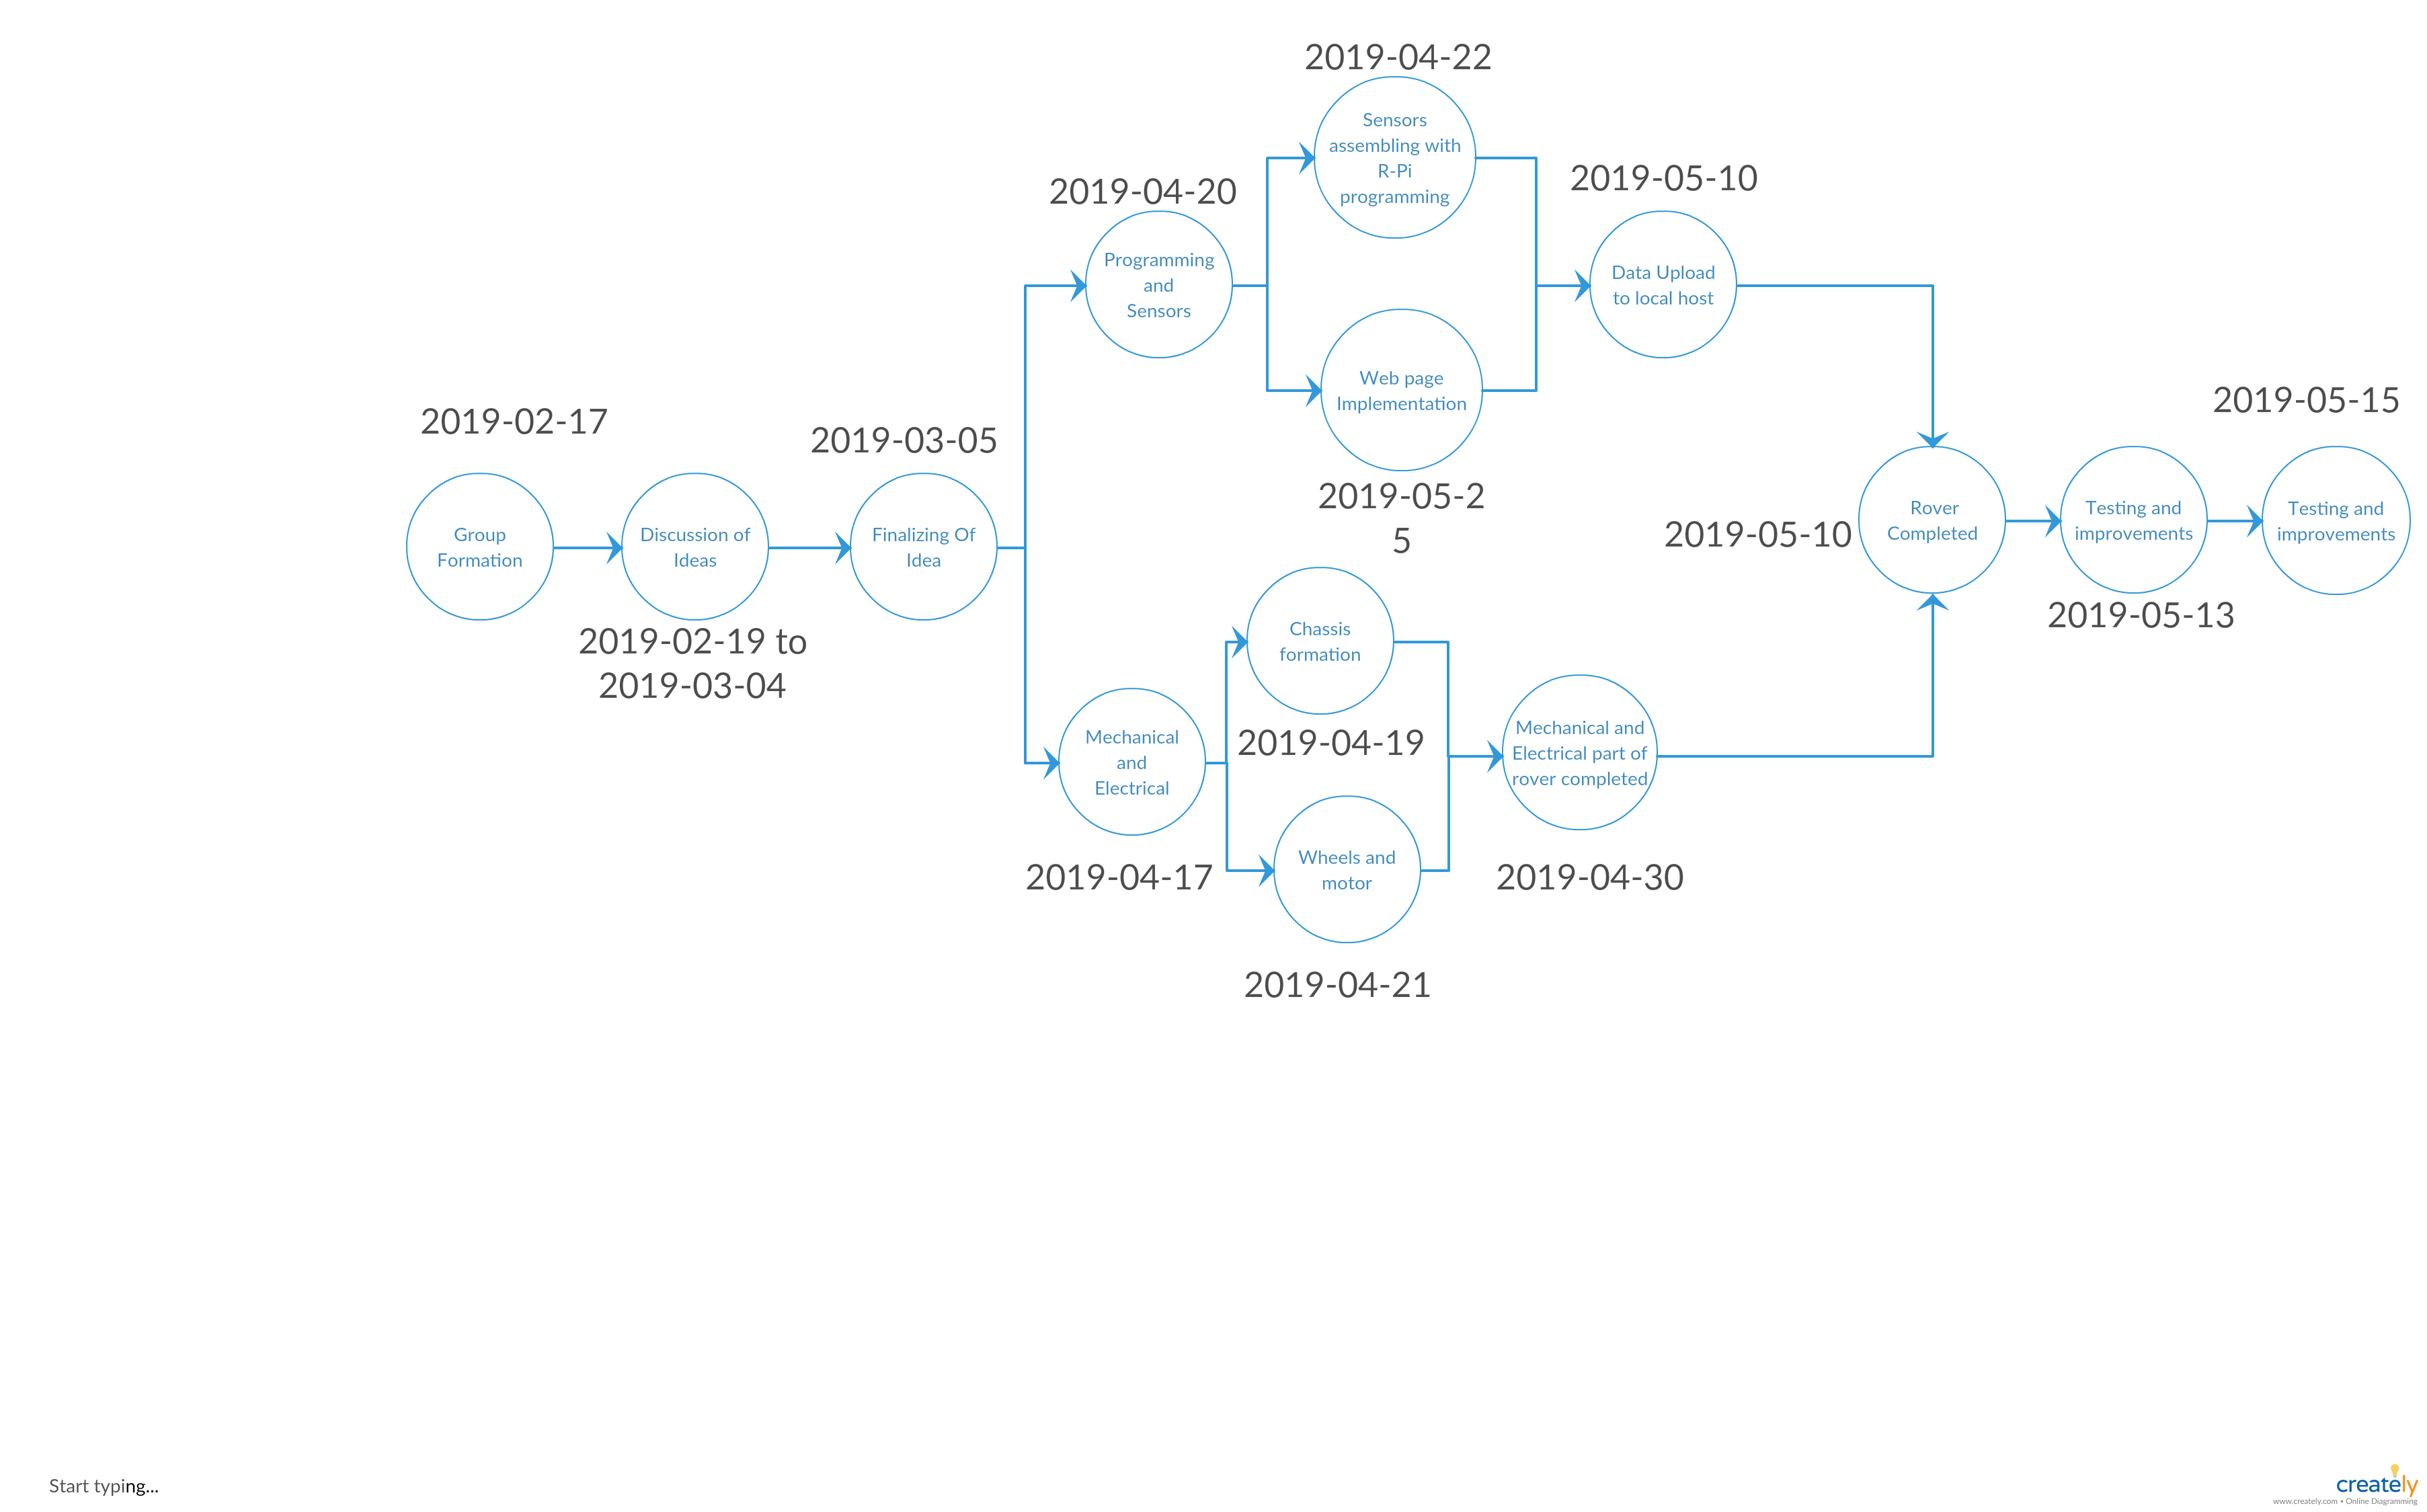 2019-04-22
Sensors
assembling with
R-Pi
programming
2019-04-20
Programming
and
Sensors
2019-05-10
Data Upload
to local host
Web page
Implementation
2019-05-2
5
2019-02-17
Group
Formation
Discussion of
Ideas
2019-02-19 to
2019-03-04
2019-03-05
Finalizing Of
Idea
Chassis
formation
2019-04-19
Mechanical
and
Electrical
2019-04-17
Wheels and
motor
2019-04-21
Mechanical and
Electrical part of
rover completed
2019-04-30
2019-05-10
Rover
Completed
Testing and
improvements
2019-05-13
2019-05-15
Testing and
improvements
Start typing...
creately
www.creately.com • Online Diagramming